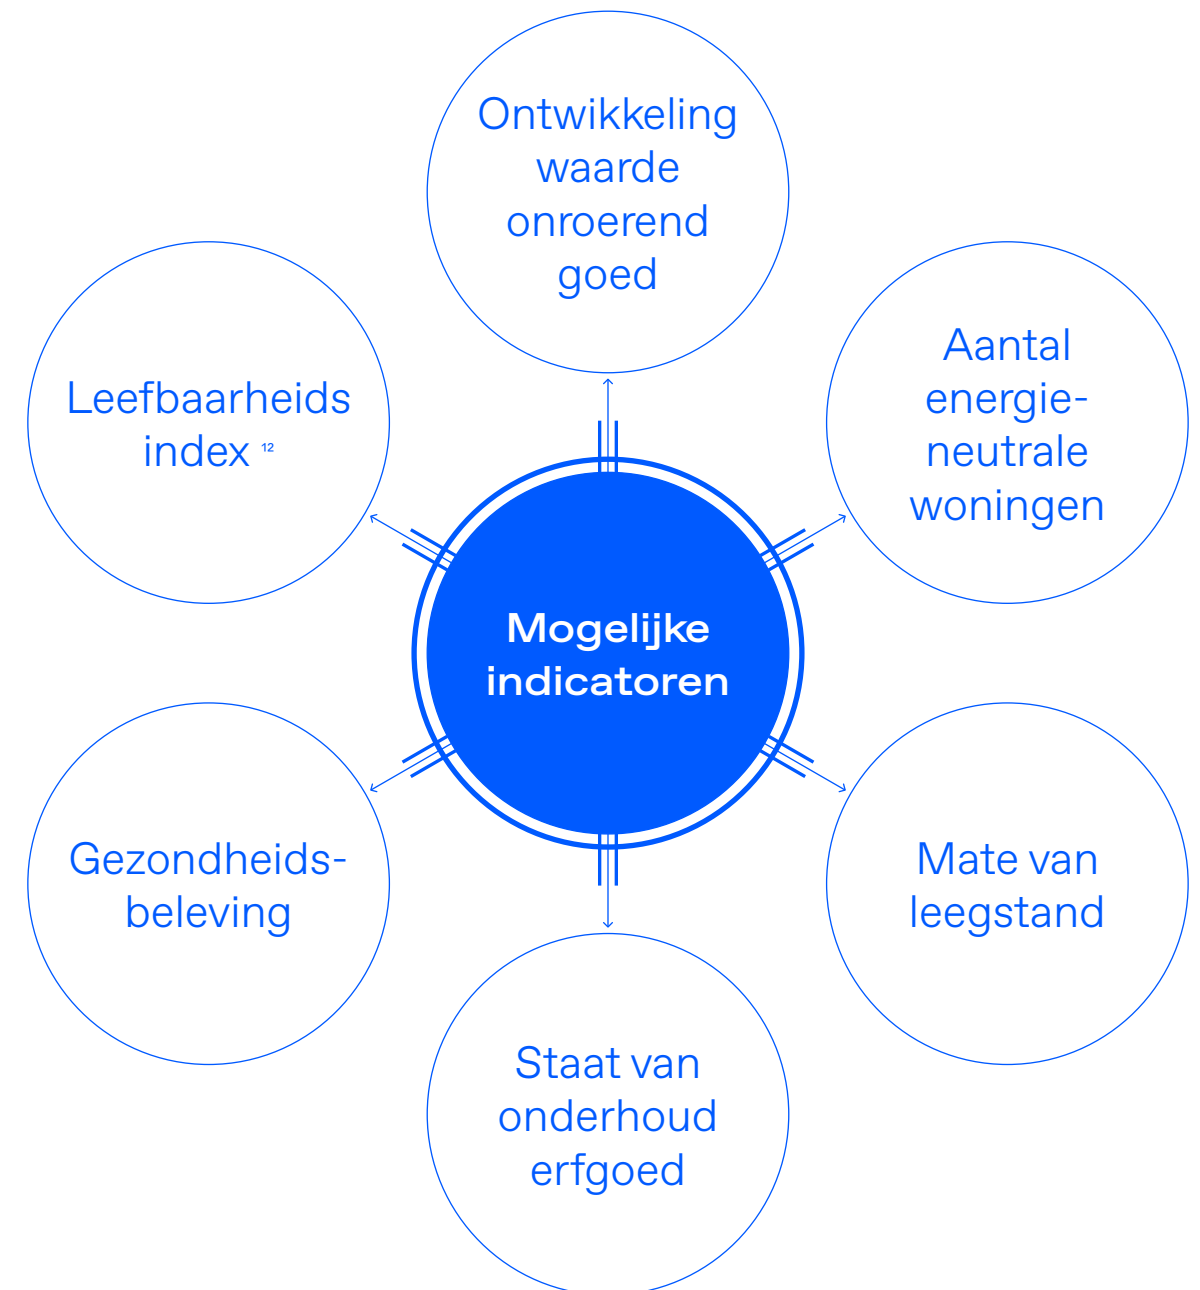 Ontwikkeling
waarde
onroerend
goed
Aantal
energie-
neutrale
woningen
Leefbaarheids
index ¹²
Mogelijke
indicatoren
Gezondheids-
beleving
Mate van
leegstand
Staat van
onderhoud
erfgoed